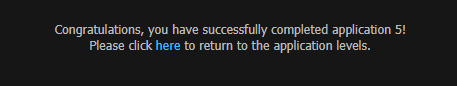 Congratulations, you have successfully completed application 5!
Please click here to return to the application levels.